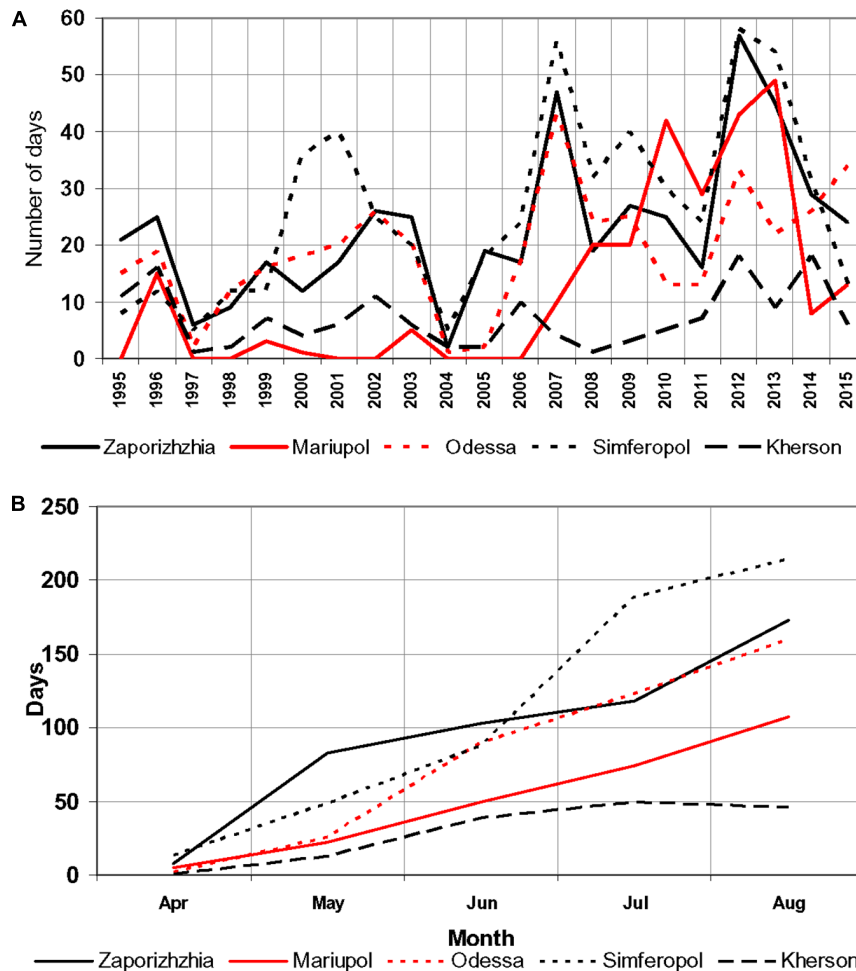 A
Number of days
60
50
40
30
20
10
0
1995 1996 1997 1998 1999 2000 2001 2002 2003 2004 2005 2006 2007 2008 2009 2010 2011 2012 2013 2014 2015
Zaporizhzhia Mariupol Odessa Simferopol Kherson
B
Days
250
200
150
100
50
0
Apr May Jun Jul Aug
Month
Zaporizhzhia Mariupol Odessa Simferopol Kherson